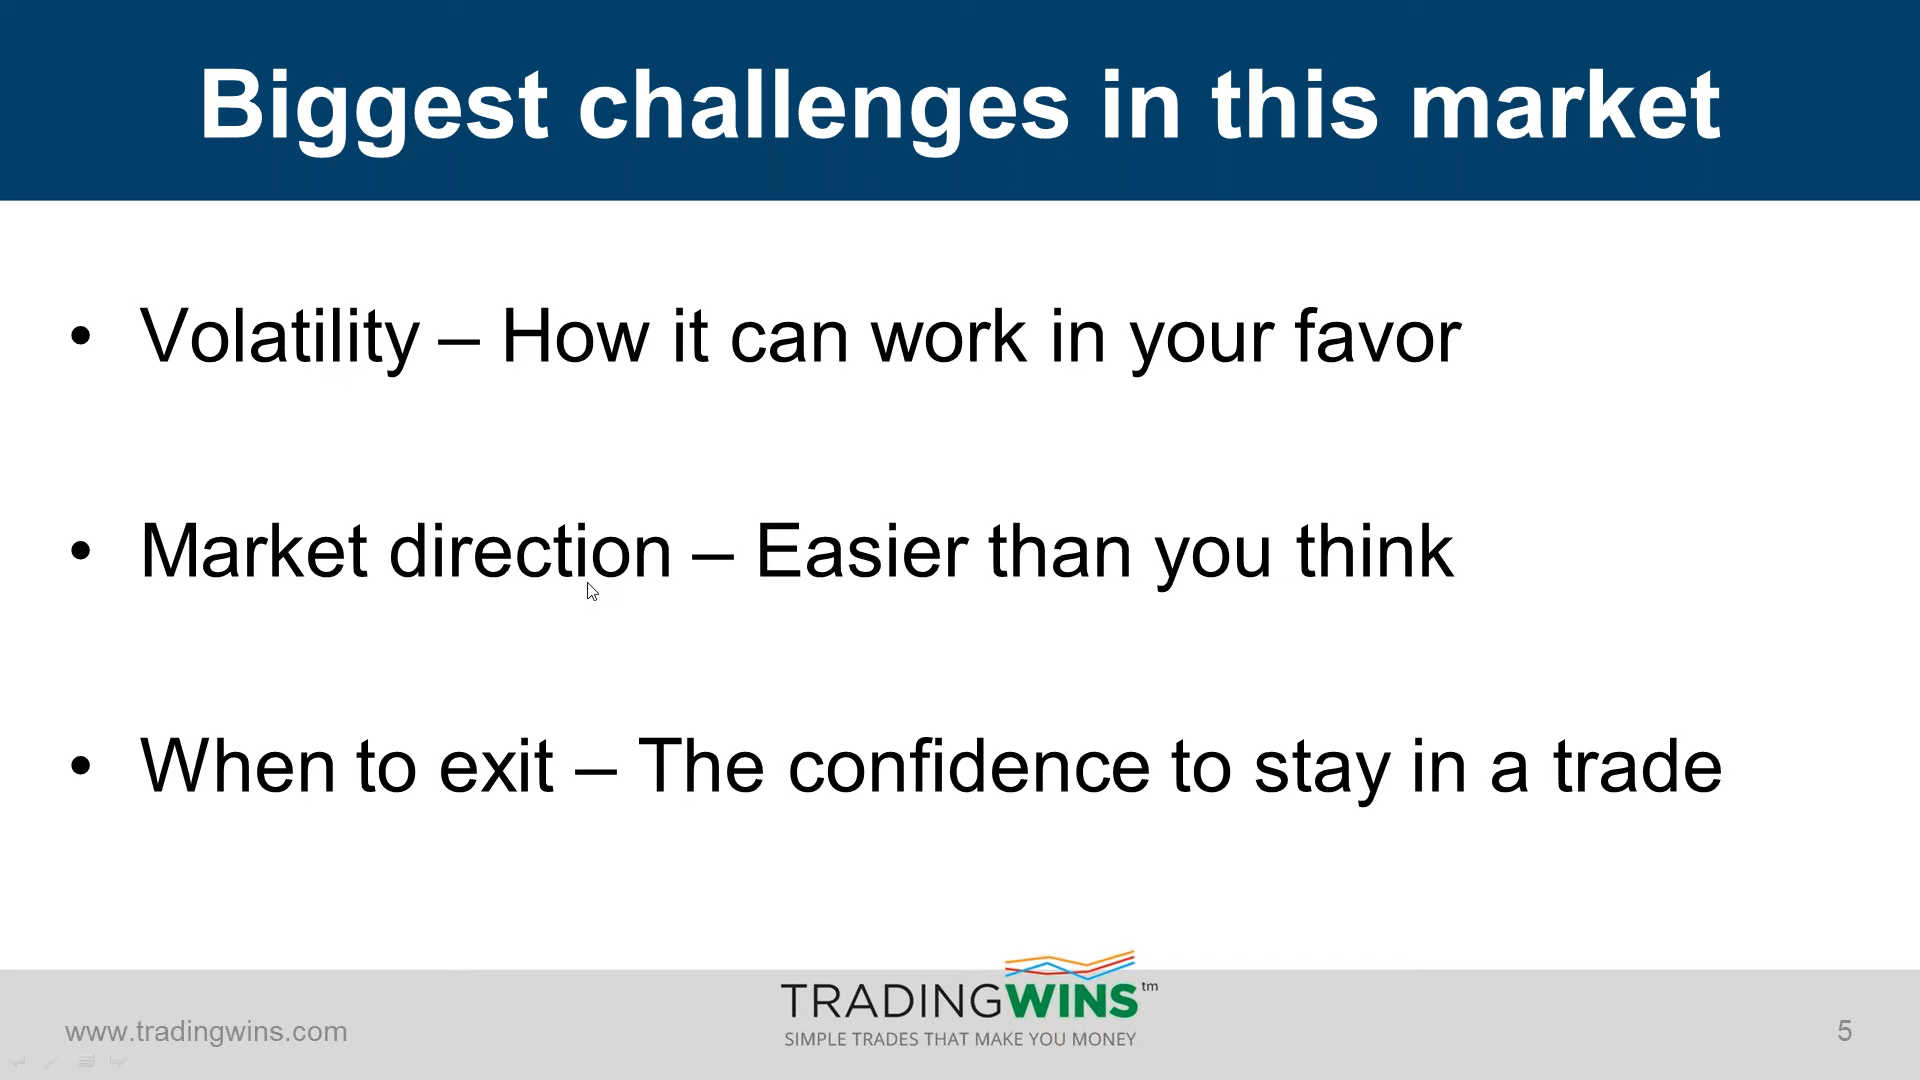 Biggest challenges in this market
• Volatility – How it can work in your favor
• Market direction – Easier than you think
• When to exit – The confidence to stay in a trade
TRADINGWINS™
SIMPLE TRADES THAT MAKE YOU MONEY
www.tradingwins.com
5